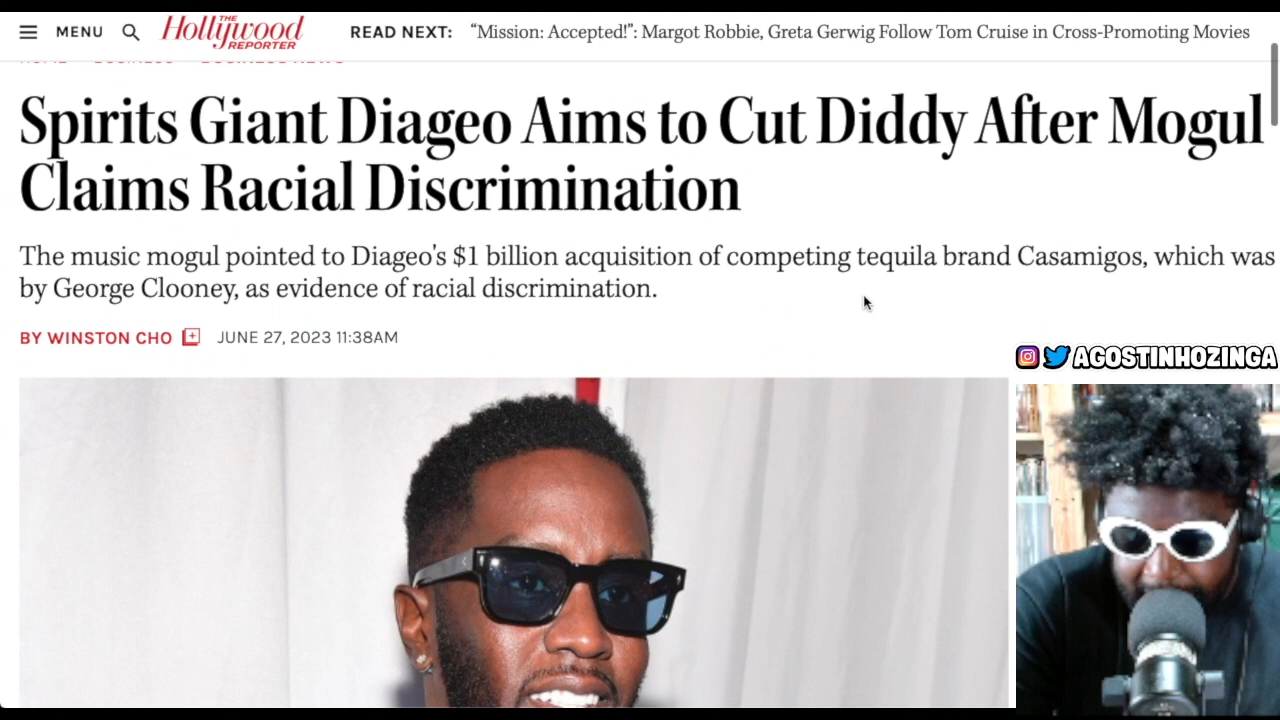 MENU
THE
Hollywood
REPORTER
READ NEXT: “Mission: Accepted!”: Margot Robbie, Greta Gerwig Follow Tom Cruise in Cross-Promoting Movies
Spirits Giant Diageo Aims to Cut Diddy After Mogul
Claims Racial Discrimination
The music mogul pointed to Diageo's $1 billion acquisition of competing tequila brand Casamigos, which was
by George Clooney, as evidence of racial discrimination.
BY WINSTON CHO JUNE 27, 2023 11:38AM
AGOSTINHOZINGA